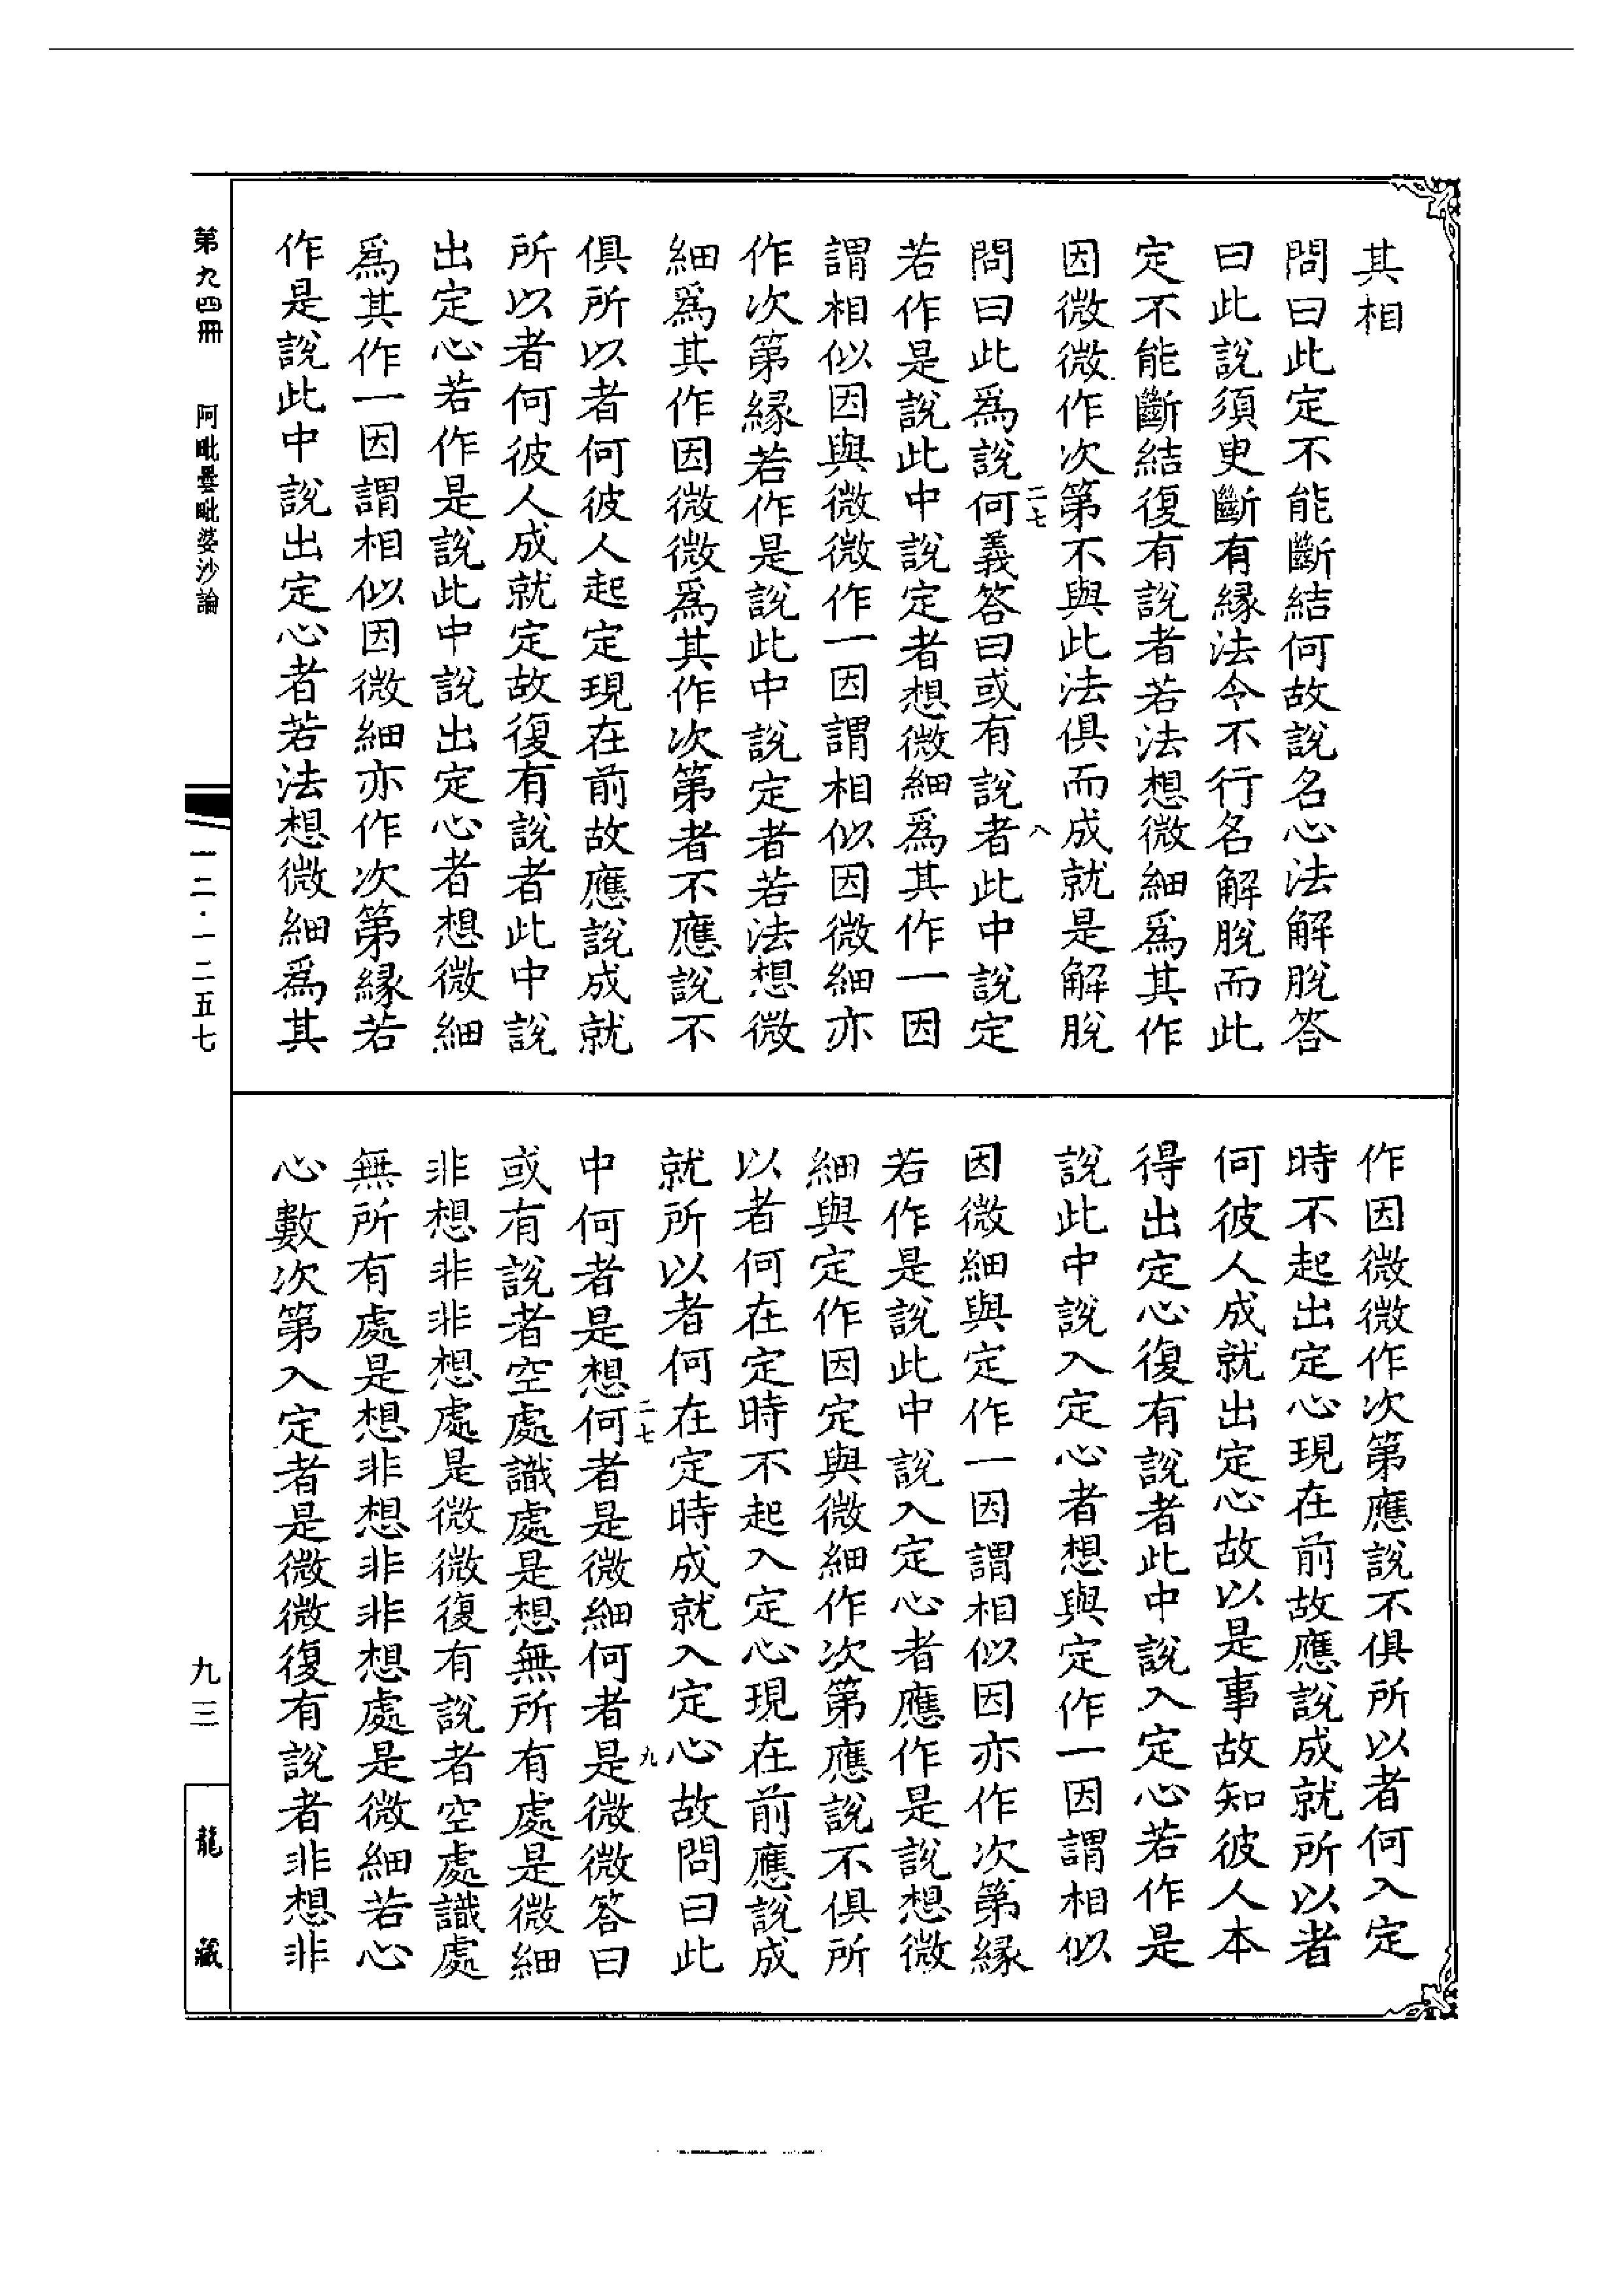 其相
問曰此定不能斷結何故說名心法解脫答
曰此說須臾斷有緣法令不行名解脫而此
定不能斷結復有說者若法想微細爲其作
因微微作次第不與此法俱而成就是解脫
二七
八
問曰此爲說何義答曰或有說者此中說定
若作是說此中說定者想微細爲其作一因
謂相似因與微微作一因謂相似因微細亦
作次第緣若作是說此中說定者若法想微
細爲其作因微微爲其作次第者不應說不
俱所以者何彼人起定現在前故應說成就
所以者何彼人成就定故復有說者此中說
出定心若作是說此中說出定心者想微細
爲其作一因謂相似因微細亦作次第緣若
作是說此中說出定心者若法想微細爲其
作因微微作次第應說不俱所以者何入定
時不起出定心現在前故應說成就所以者
何彼人成就出定心故以是事故知彼人本
得出定心復有說者此中說入定心若作是
說此中說入定心者想與定作一因謂相似
因微細與定作一因謂相似因亦作次第緣
若作是說此中說入定心者應作是說想微
細與定作因定與微細作次第應說不俱所
以者何在定時不起入定心現在前應說成
就所以者何在定時成就入定心故問曰此
二七
九
中何者是想何者是微細何者是微微答曰
或有說者空處識處是想無所有處是微細
非想非非想處是微微復有說者空處識處
無所有處是想非想非非想處是微細若心
心數次第入定者是微微復有說者非想非
第九四冊
阿毗曇毗婆沙論
一二·一二五七
九三
龍藏